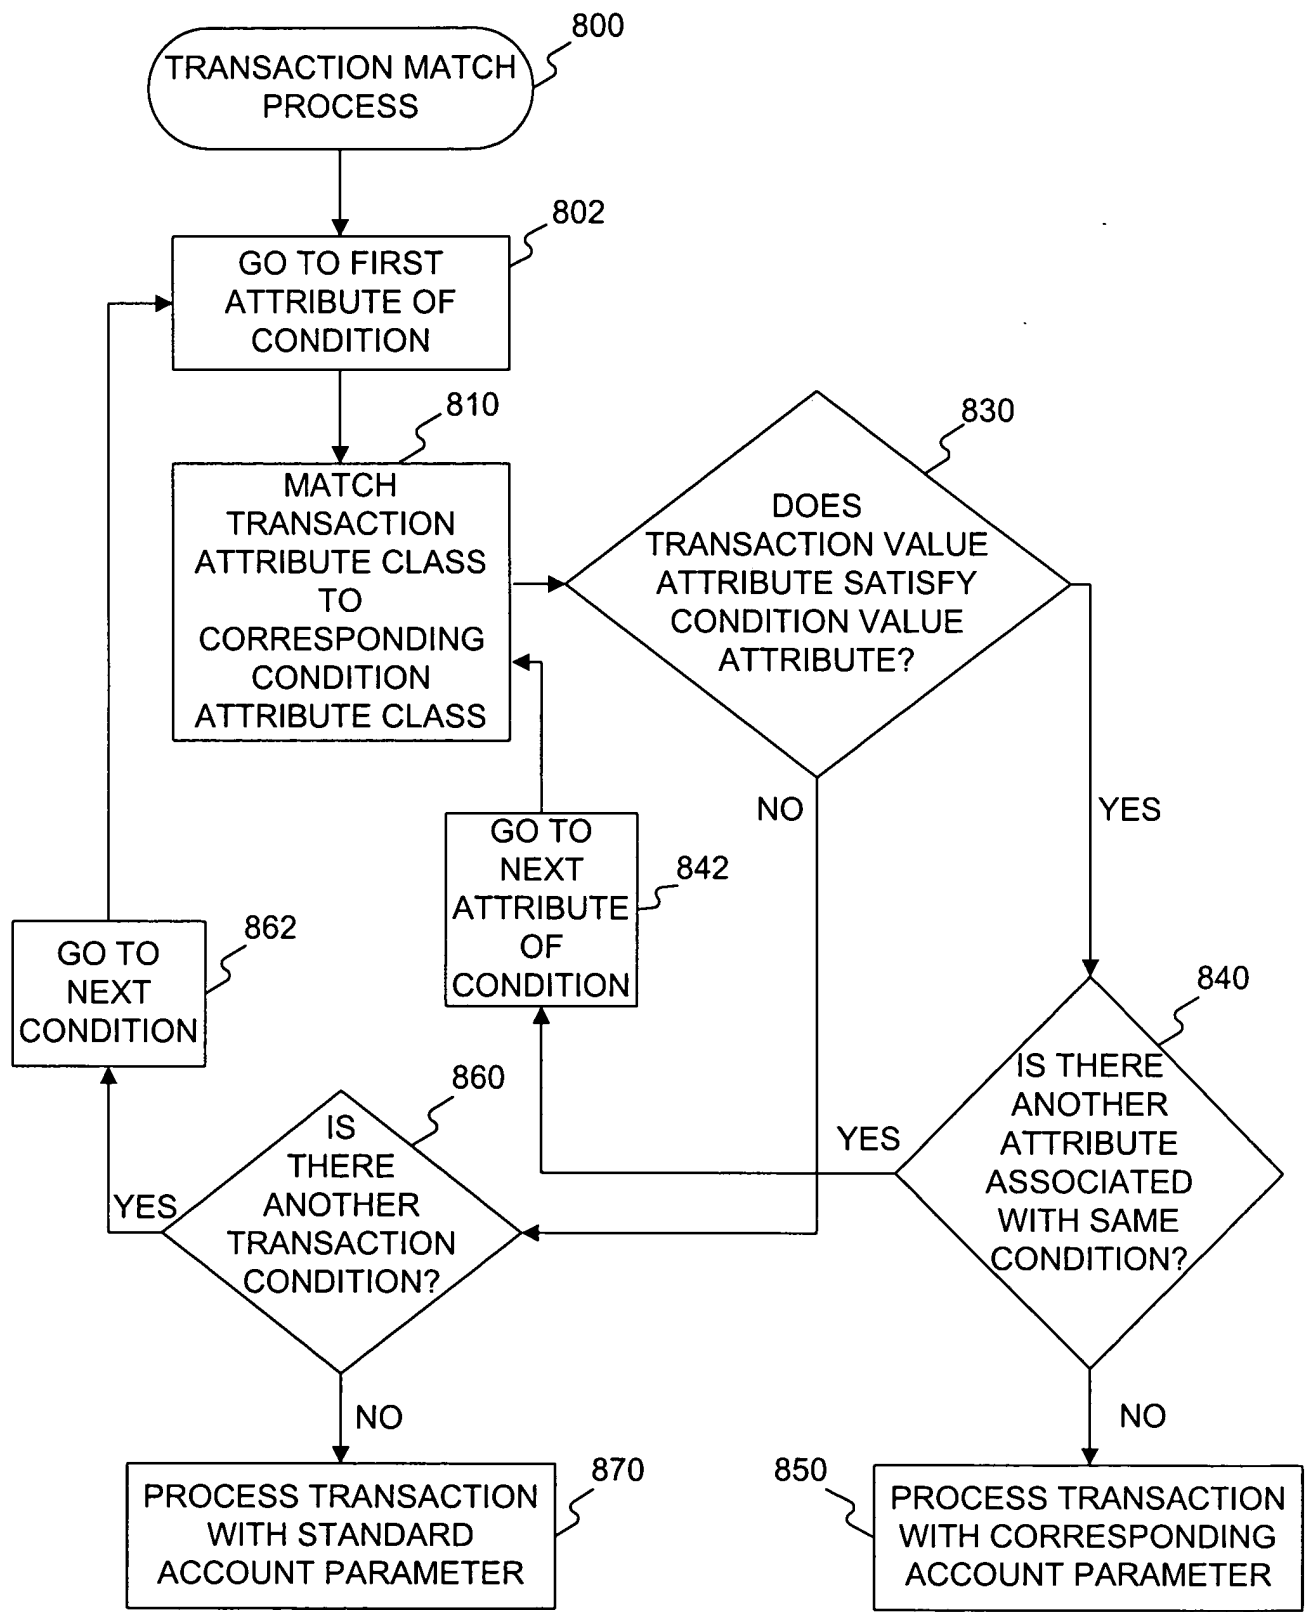 800
TRANSACTION MATCH
PROCESS
802
GO TO FIRST
ATTRIBUTE OF
CONDITION
810
MATCH
TRANSACTION
ATTRIBUTE CLASS
TO
CORRESPONDING
CONDITION
ATTRIBUTE CLASS
830
DOES
TRANSACTION VALUE
ATTRIBUTE SATISFY
CONDITION VALUE
ATTRIBUTE?
NO
YES
GO TO
NEXT
ATTRIBUTE
OF
CONDITION
842
862
GO TO
NEXT
CONDITION
840
IS THERE
ANOTHER
ATTRIBUTE
ASSOCIATED
WITH SAME
CONDITION?
YES
860
IS
THERE
ANOTHER
TRANSACTION
CONDITION?
YES
NO
NO
870
PROCESS TRANSACTION
WITH STANDARD
ACCOUNT PARAMETER
850
PROCESS TRANSACTION
WITH CORRESPONDING
ACCOUNT PARAMETER